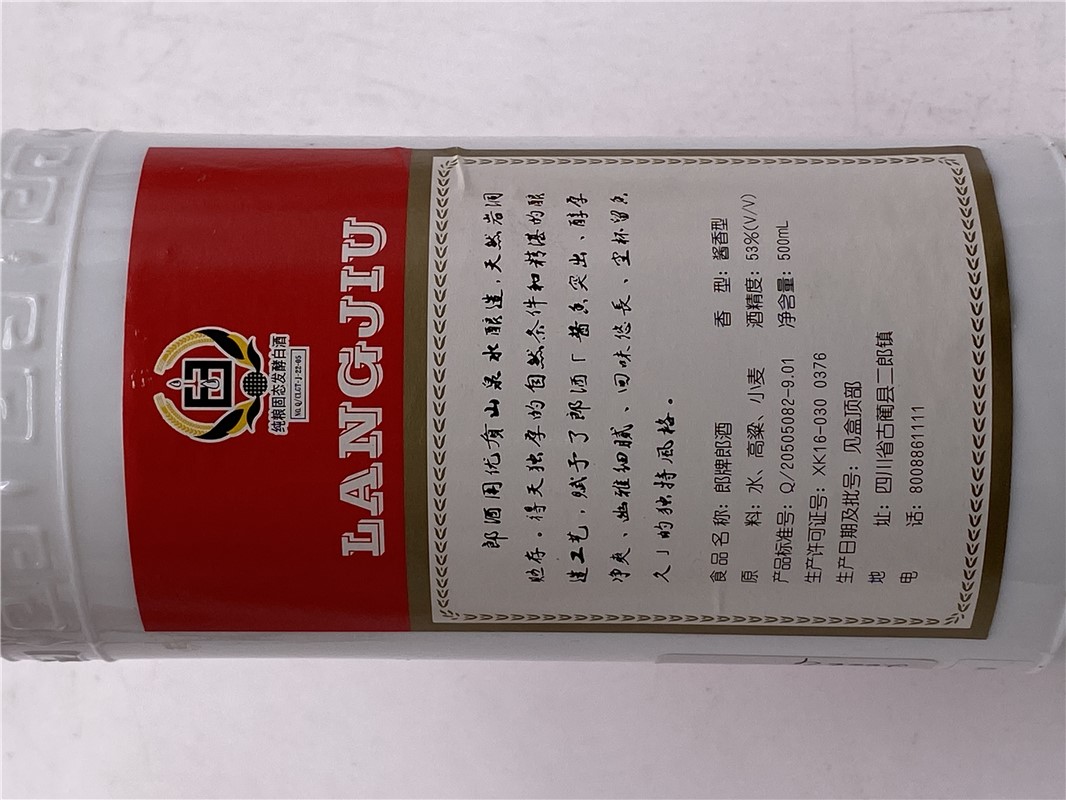 固
纯粮固态发酵白酒
NO.Q/CLGT-J-22-05
LANGJIU
郎酒用优质山泉水酿造，天然岩洞
贮存。得天独厚的自然条件和精湛的酿
造工艺，赋予了郎酒「酱香突出、醇厚
净爽、幽雅细腻、回味悠长、空杯留香
久」的独特风格。
食品名称：郎牌郎酒 香 型：酱香型
原 料：水、高粱、小麦 酒精度：53%(V/V)
产品标准号：Q/20505082-9.01 净含量：500mL
生产许可证号：XK16-030 0376
生产日期及批号：见盒顶部
地 址：四川省古蔺县二郎镇
电 话：8008861111